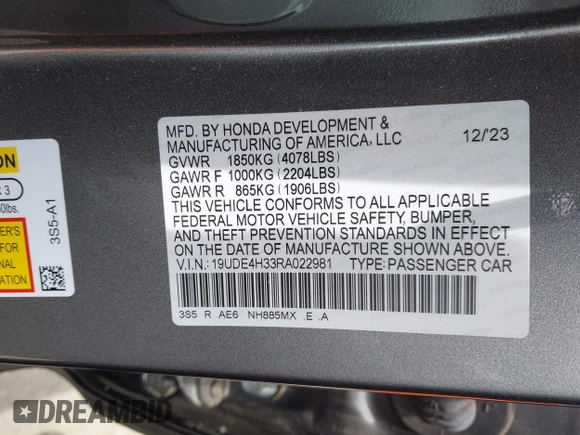 MFD. BY HONDA DEVELOPMENT &
MANUFACTURING OF AMERICA, LLC 12/'23
GVWR 1850KG (4078LBS)
GAWR F 1000KG (2204LBS)
GAWR R 865KG (1906LBS)
THIS VEHICLE CONFORMS TO ALL APPLICABLE
FEDERAL MOTOR VEHICLE SAFETY, BUMPER,
AND THEFT PREVENTION STANDARDS IN EFFECT
ON THE DATE OF MANUFACTURE SHOWN ABOVE.
V.I.N.: 19UDE4H33RA022981 TYPE: PASSENGER CAR
3S5 R AE6 NH885MX .E .A
3S5-A1
DREAMBID